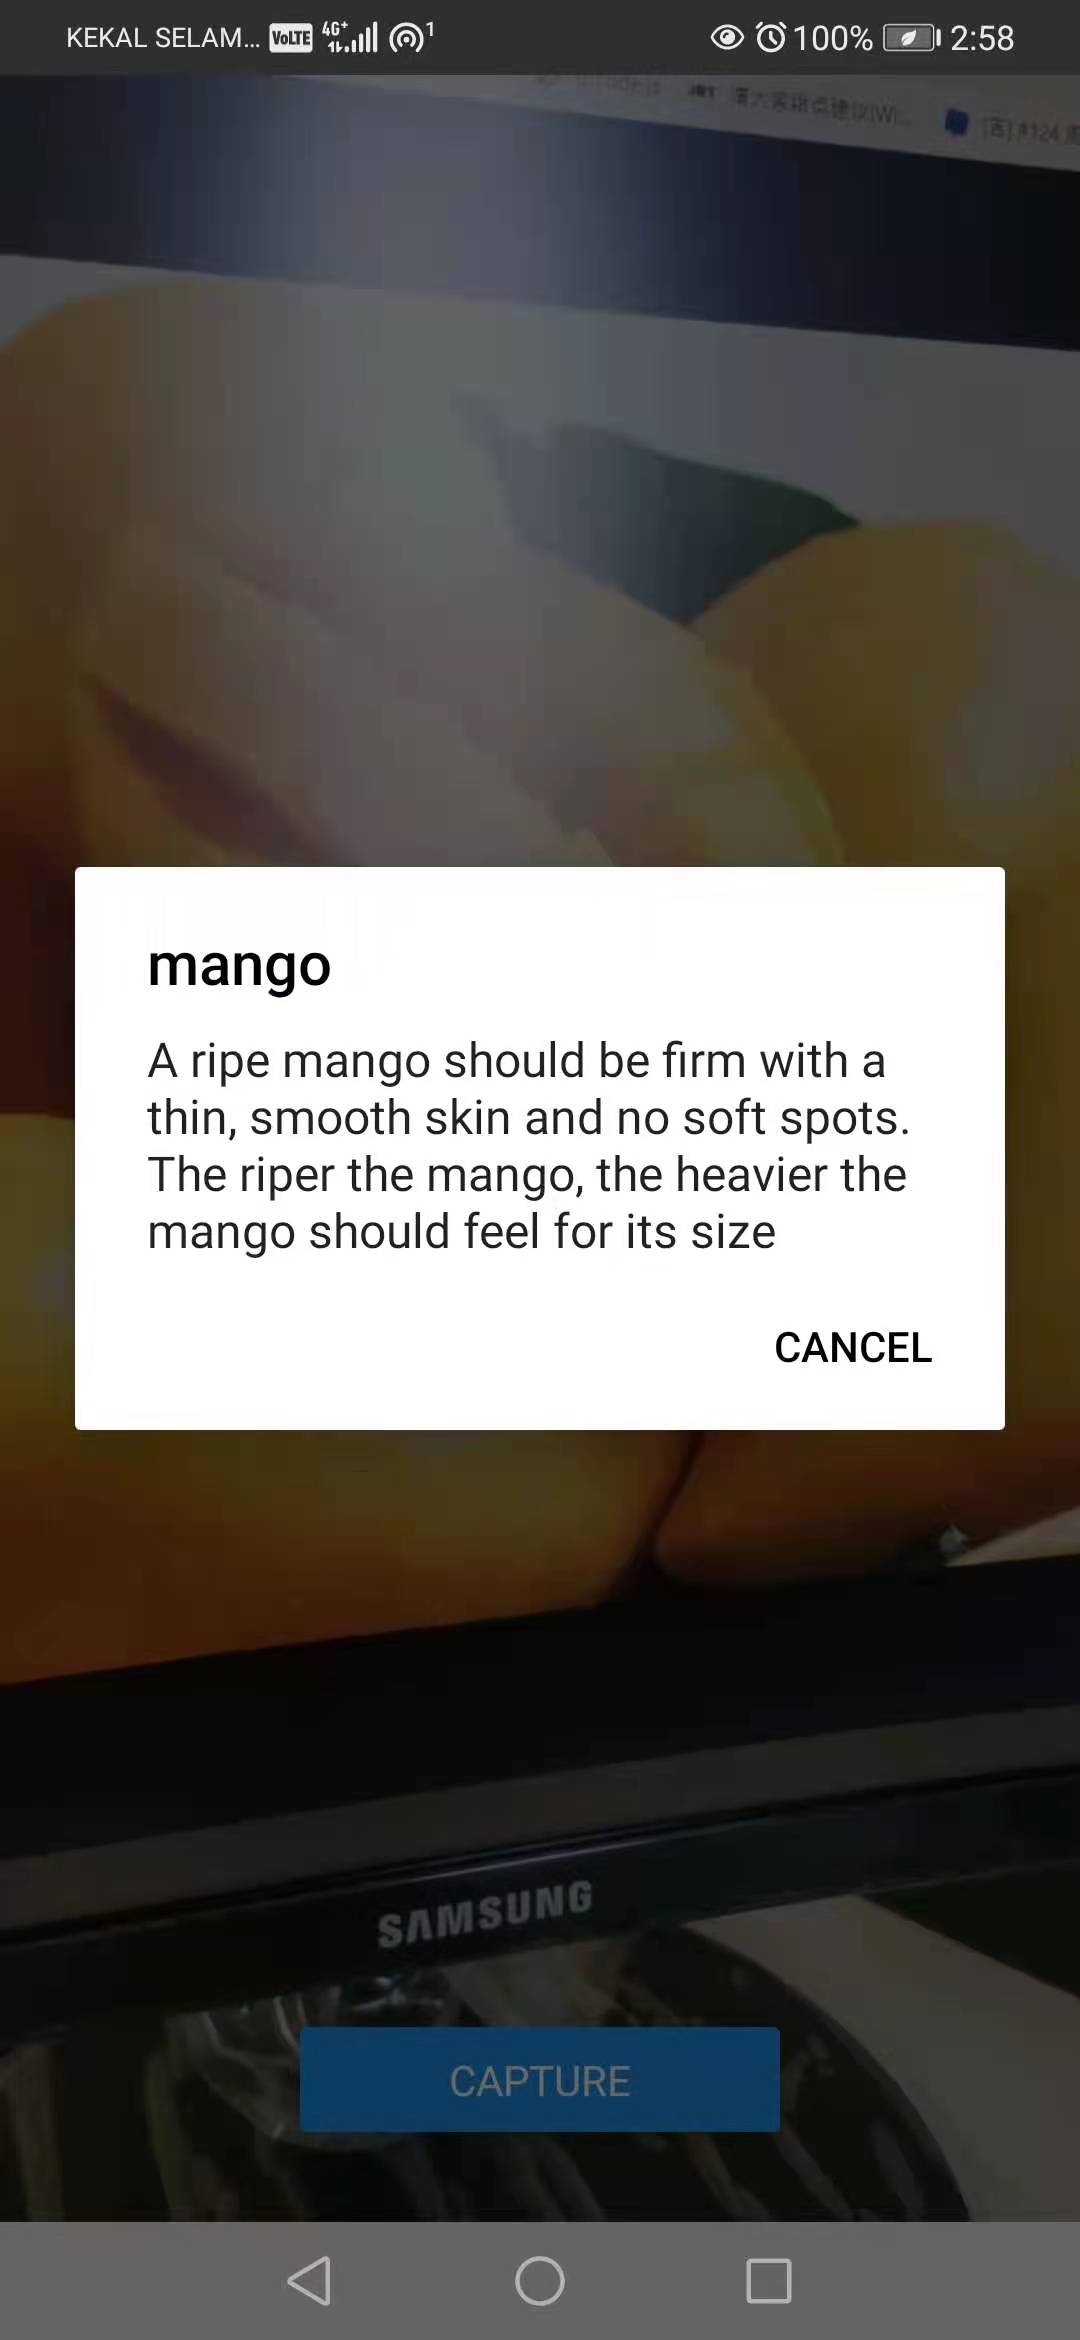 KEKAL SELAM... VoLTE 4G+ 1 100% 2:58
mango
A ripe mango should be firm with a
thin, smooth skin and no soft spots.
The riper the mango, the heavier the
mango should feel for its size
CANCEL
SAMSUNG
CAPTURE